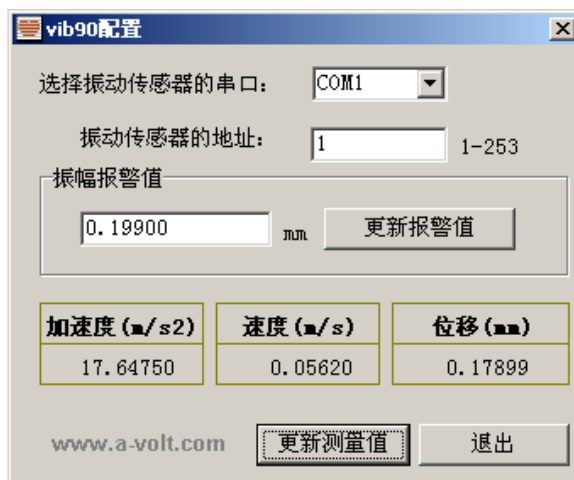 vib90配置
选择振动传感器的串口： COM1
振动传感器的地址： 1 1-253
振幅报警值
0.19900 mm 更新报警值
加速度(m/s2) 速度(m/s) 位移(mm)
17.64750 0.05620 0.17899
www.a-volt.com 更新测量值 退出